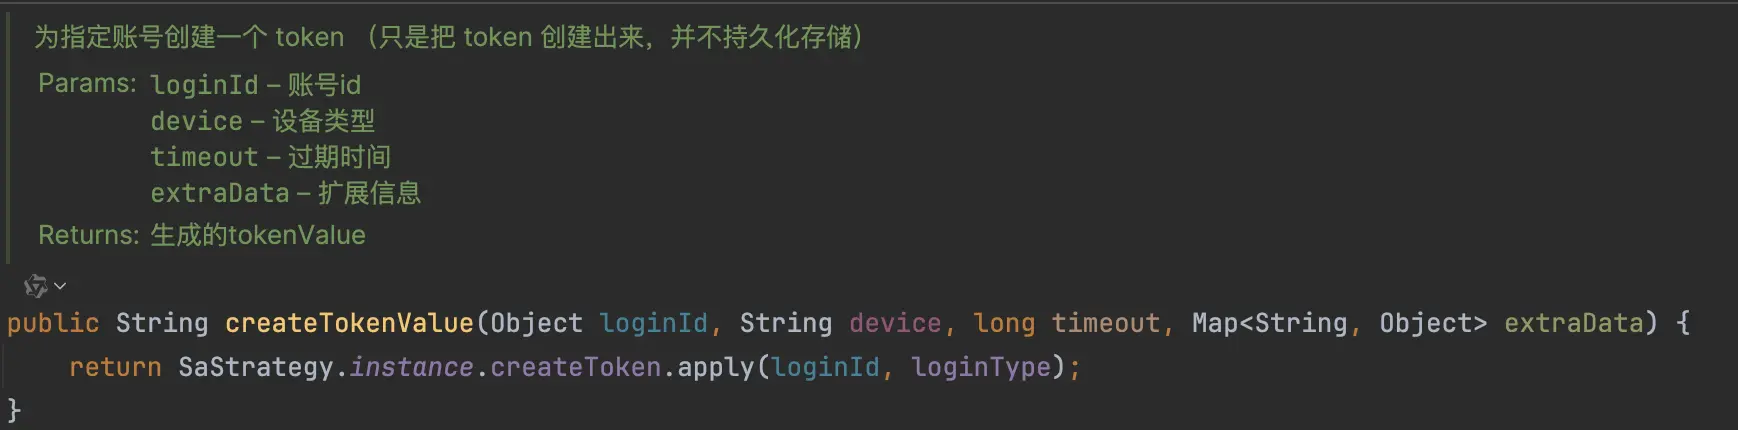 为指定账号创建一个 token （只是把 token 创建出来，并不持久化存储）
Params: loginId – 账号id
device – 设备类型
timeout – 过期时间
extraData – 扩展信息
Returns: 生成的tokenValue
public String createTokenValue(Object loginId, String device, long timeout, Map<String, Object> extraData) {
    return SaStrategy.instance.createToken.apply(loginId, loginType);
}